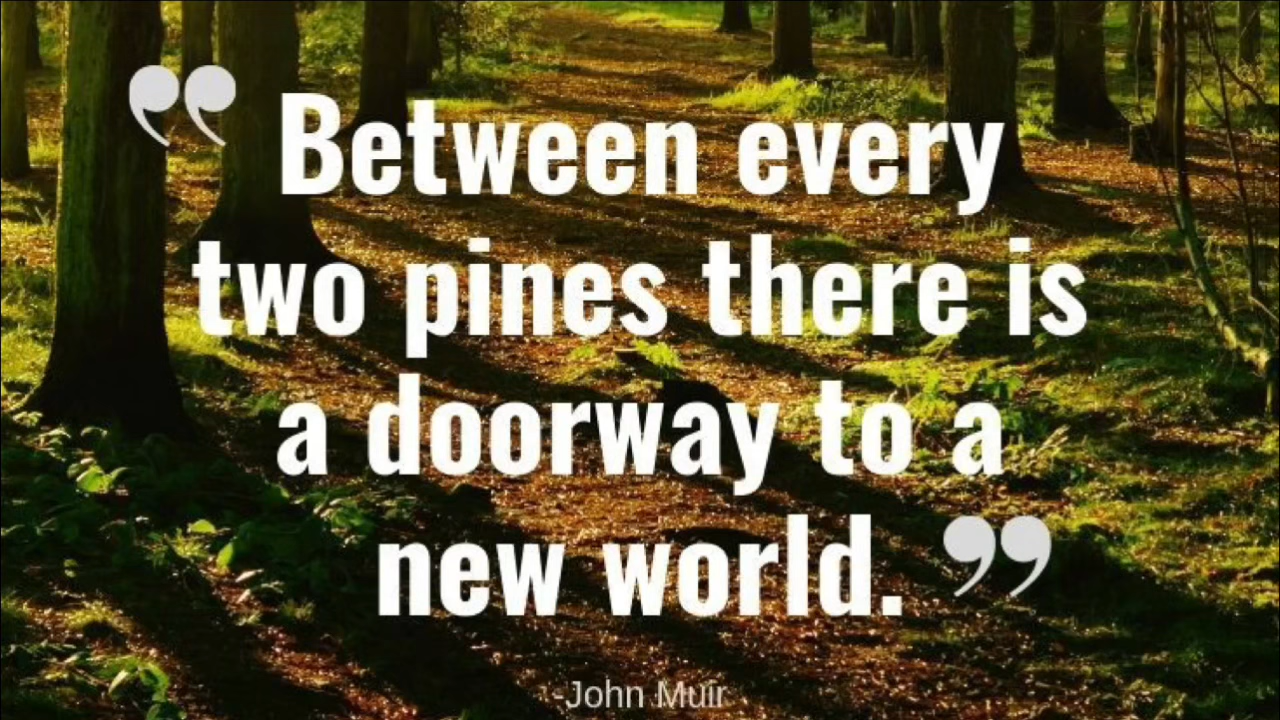 ❜❜ Between every
two pines there is
a doorway to a
new world. ❜❜
-John Muir